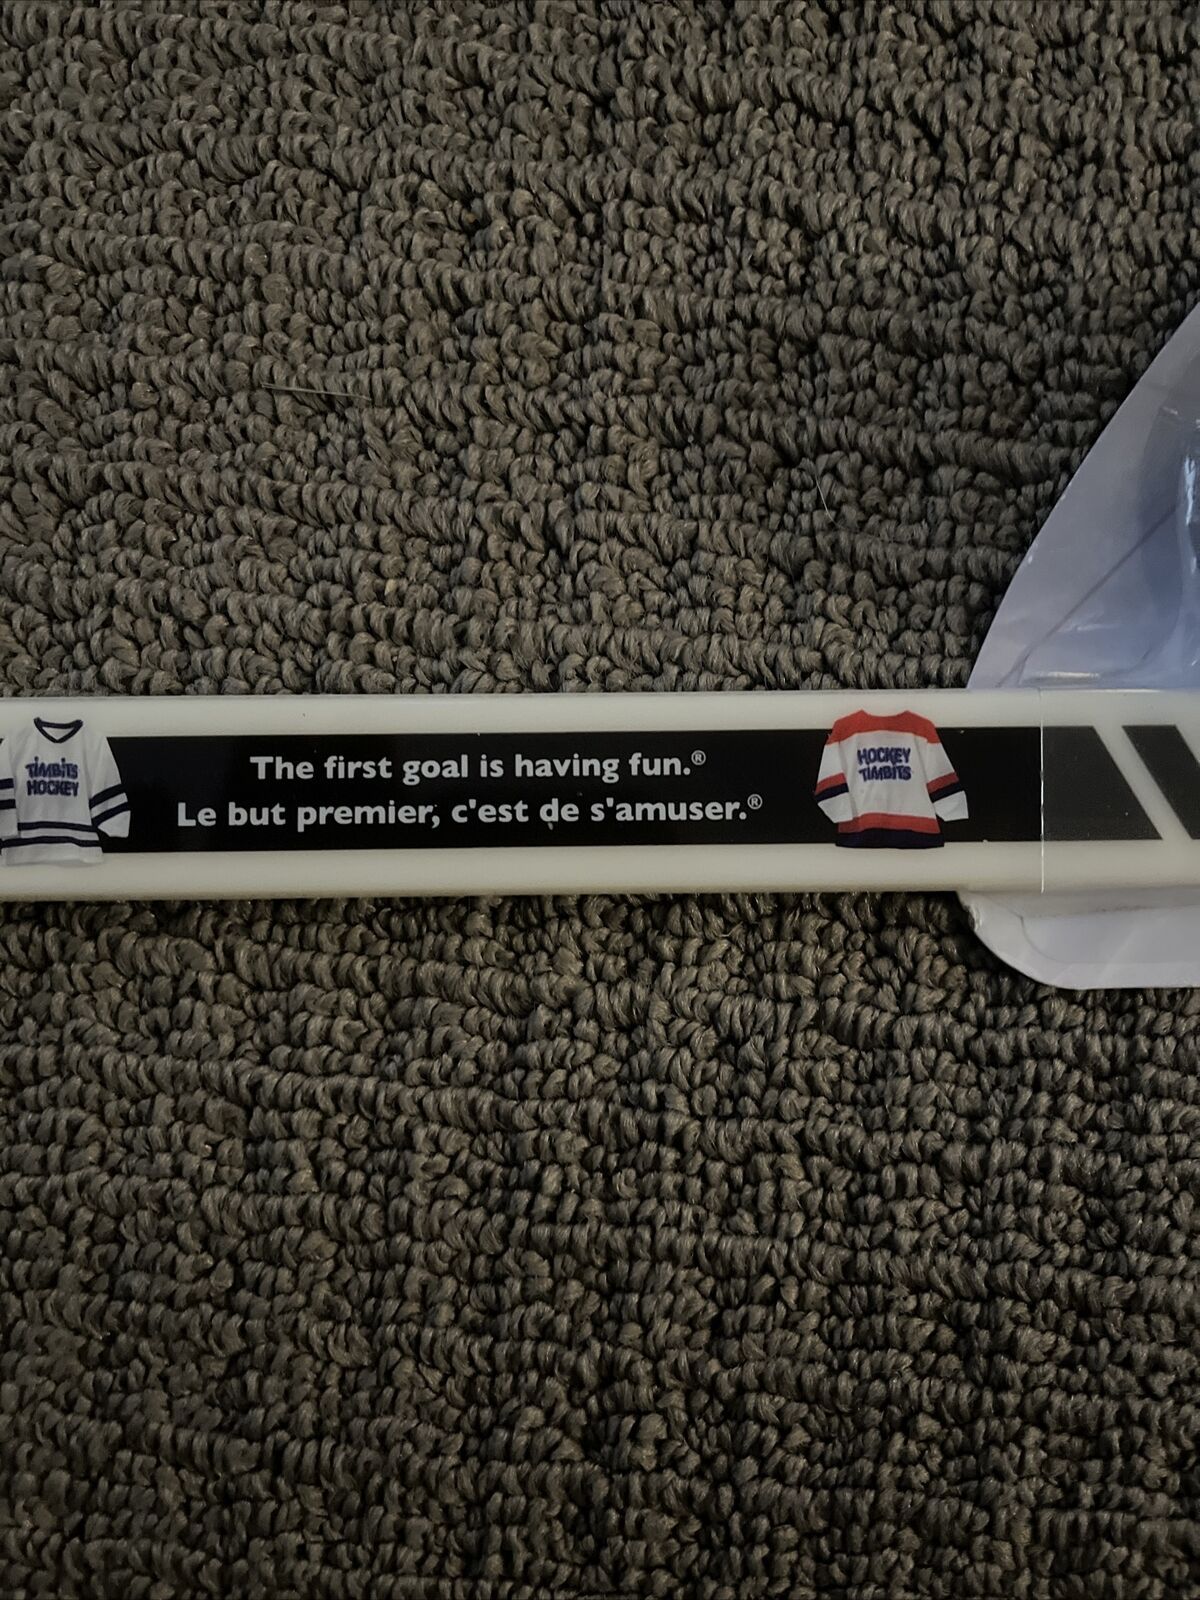 TiMBiTS
HOCKEY
The first goal is having fun.®
Le but premier, c'est de s'amuser.®
HOCKEY
TiMBiTS